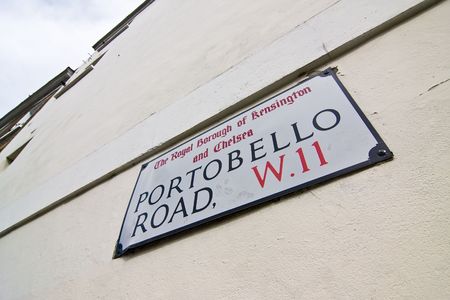 The Royal Borough of Kensington
and Chelsea
PORTOBELLO
ROAD, W.11